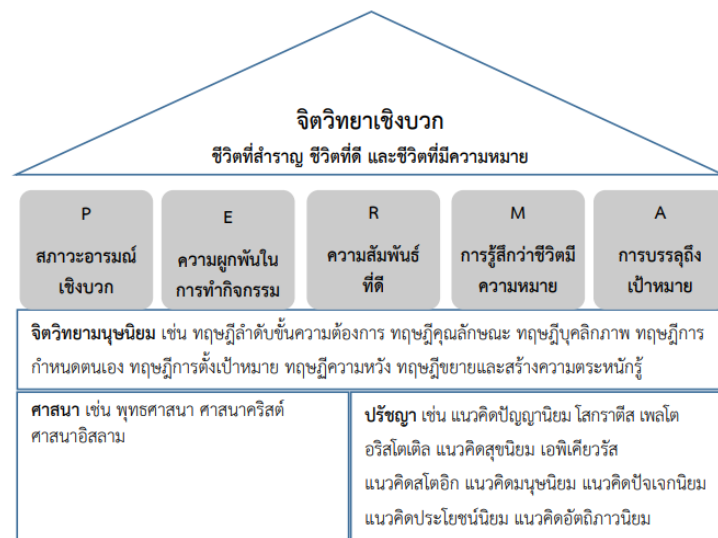 จิตวิทยาเชิงบวก
ชีวิตที่สำราญ ชีวิตที่ดี และชีวิตที่มีความหมาย
P
สภาวะอารมณ์
เชิงบวก
E
ความผูกพันใน
การทำกิจกรรม
R
ความสัมพันธ์
ที่ดี
M
การรู้สึกว่าชีวิตมี
ความหมาย
A
การบรรลุถึง
เป้าหมาย
จิตวิทยามนุษนิยม เช่น ทฤษฎีลำดับขั้นความต้องการ ทฤษฎีคุณลักษณะ ทฤษฎีบุคลิกภาพ ทฤษฎีการ
กำหนดตนเอง ทฤษฎีการตั้งเป้าหมาย ทฤษฎีความหวัง ทฤษฎีขยายและสร้างความตระหนักรู้
ศาสนา เช่น พุทธศาสนา ศาสนาคริสต์
ศาสนาอิสลาม
ปรัชญา เช่น แนวคิดปัญญานิยม โสกราตีส เพลโต
อริสโตเติล แนวคิดสุขนิยม เอพิเคียวรัส
แนวคิดสโตอิก แนวคิดมนุษนิยม แนวคิดปัจเจกนิยม
แนวคิดประโยชน์นิยม แนวคิดอัตถิภาวนิยม